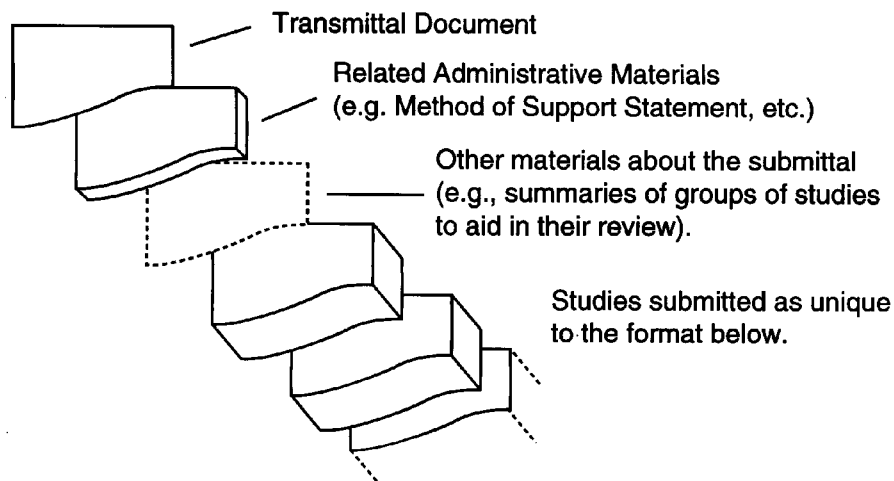 Transmittal Document
Related Administrative Materials
(e.g. Method of Support Statement, etc.)
Other materials about the submittal
(e.g., summaries of groups of studies
to aid in their review).
Studies submitted as unique
to the format below.